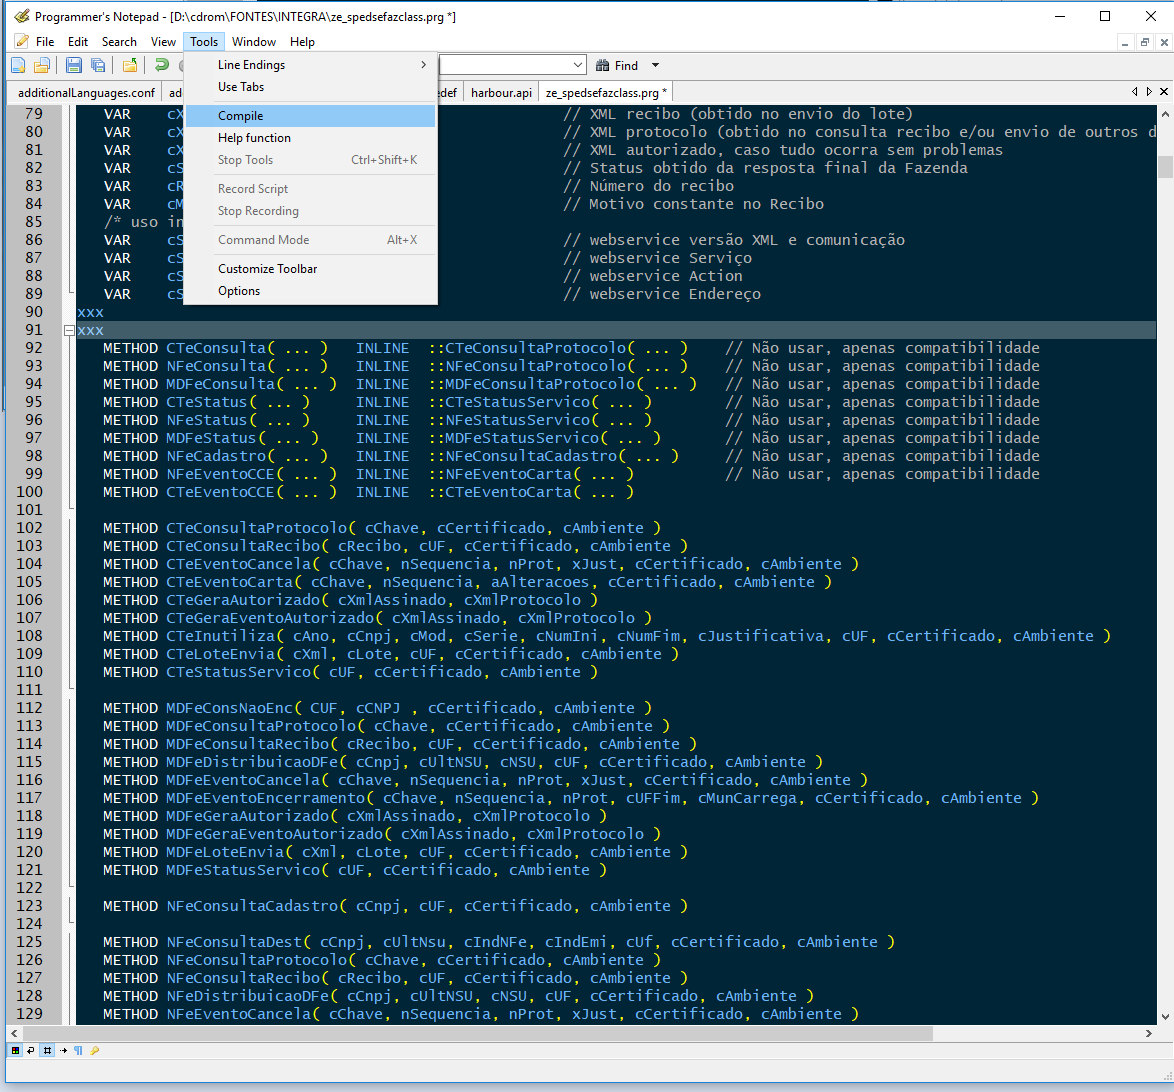 Programmer's Notepad - [D:\cdrom\FONTES\INTEGRA\ze_spedsefazclass.prg *]
File Edit Search View Tools Window Help
Find
additionalLanguages.conf ad edef harbour.api ze_spedsefazclass.prg *
Line Endings
Use Tabs
Compile
Help function
Stop Tools Ctrl+Shift+K
Record Script
Stop Recording
Command Mode Alt+X
Customize Toolbar
Options
79 VAR cX // XML recibo (obtido no envio do lote)
80 VAR cX // XML protocolo (obtido no consulta recibo e/ou envio de outros d
81 VAR cX // XML autorizado, caso tudo ocorra sem problemas
82 VAR cS // Status obtido da resposta final da Fazenda
83 VAR cR // Número do recibo
84 VAR cM // Motivo constante no Recibo
85 /* uso in
86 VAR cS // webservice versão XML e comunicação
87 VAR cS // webservice Serviço
88 VAR cS // webservice Action
89 VAR cS // webservice Endereço
90 xxx
91 xxx
92 METHOD CTeConsulta( ... ) INLINE ::CTeConsultaProtocolo( ... ) // Não usar, apenas compatibilidade
93 METHOD NFeConsulta( ... ) INLINE ::NFeConsultaProtocolo( ... ) // Não usar, apenas compatibilidade
94 METHOD MDFeConsulta( ... ) INLINE ::MDFeConsultaProtocolo( ... ) // Não usar, apenas compatibilidade
95 METHOD CTeStatus( ... ) INLINE ::CTeStatusServico( ... ) // Não usar, apenas compatibilidade
96 METHOD NFeStatus( ... ) INLINE ::NFeStatusServico( ... ) // Não usar, apenas compatibilidade
97 METHOD MDFeStatus( ... ) INLINE ::MDFeStatusServico( ... ) // Não usar, apenas compatibilidade
98 METHOD NFeCadastro( ... ) INLINE ::NFeConsultaCadastro( ... ) // Não usar, apenas compatibilidade
99 METHOD NFeEventoCCE( ... ) INLINE ::NFeEventoCarta( ... ) // Não usar, apenas compatibilidade
100 METHOD CTeEventoCCE( ... ) INLINE ::CTeEventoCarta( ... )
101
102 METHOD CTeConsultaProtocolo( cChave, cCertificado, cAmbiente )
103 METHOD CTeConsultaRecibo( cRecibo, cUF, cCertificado, cAmbiente )
104 METHOD CTeEventoCancela( cChave, nSequencia, nProt, xJust, cCertificado, cAmbiente )
105 METHOD CTeEventoCarta( cChave, nSequencia, aAlteracoes, cCertificado, cAmbiente )
106 METHOD CTeGeraAutorizado( cXmlAssinado, cXmlProtocolo )
107 METHOD CTeGeraEventoAutorizado( cXmlAssinado, cXmlProtocolo )
108 METHOD CTeInutiliza( cAno, cCnpj, cMod, cSerie, cNumIni, cNumFim, cJustificativa, cUF, cCertificado, cAmbiente )
109 METHOD CTeLoteEnvia( cXml, cLote, cUF, cCertificado, cAmbiente )
110 METHOD CTeStatusServico( cUF, cCertificado, cAmbiente )
111
112 METHOD MDFeConsNaoEnc( CUF, cCNPJ , cCertificado, cAmbiente )
113 METHOD MDFeConsultaProtocolo( cChave, cCertificado, cAmbiente )
114 METHOD MDFeConsultaRecibo( cRecibo, cUF, cCertificado, cAmbiente )
115 METHOD MDFeDistribuicaoDFe( cCnpj, cUltNSU, cNSU, cUF, cCertificado, cAmbiente )
116 METHOD MDFeEventoCancela( cChave, nSequencia, nProt, xJust, cCertificado, cAmbiente )
117 METHOD MDFeEventoEncerramento( cChave, nSequencia, nProt, cUFFim, cMunCarrega, cCertificado, cAmbiente )
118 METHOD MDFeGeraAutorizado( cXmlAssinado, cXmlProtocolo )
119 METHOD MDFeGeraEventoAutorizado( cXmlAssinado, cXmlProtocolo )
120 METHOD MDFeLoteEnvia( cXml, cLote, cUF, cCertificado, cAmbiente )
121 METHOD MDFeStatusServico( cUF, cCertificado, cAmbiente )
122
123 METHOD NFeConsultaCadastro( cCnpj, cUF, cCertificado, cAmbiente )
124
125 METHOD NFeConsultaDest( cCnpj, cUltNsu, cIndNFe, cIndEmi, cUf, cCertificado, cAmbiente )
126 METHOD NFeConsultaProtocolo( cChave, cCertificado, cAmbiente )
127 METHOD NFeConsultaRecibo( cRecibo, cUF, cCertificado, cAmbiente )
128 METHOD NFeDistribuicaoDFe( cCnpj, cUltNSU, cNSU, cUF, cCertificado, cAmbiente )
129 METHOD NFeEventoCancela( cChave, nSequencia, nProt, xJust, cCertificado, cAmbiente )